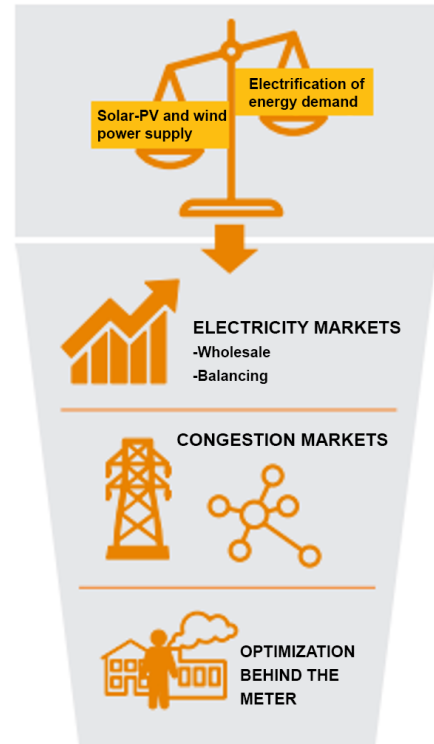 Electrification of
energy demand
Solar-PV and wind
power supply
ELECTRICITY MARKETS
-Wholesale
-Balancing
CONGESTION MARKETS
OPTIMIZATION
BEHIND THE
METER